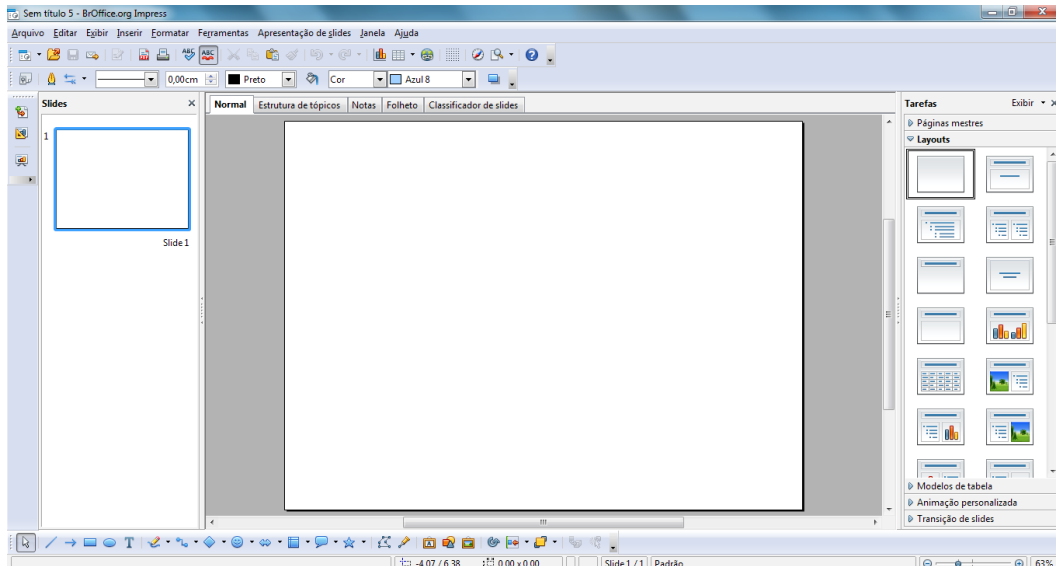 Sem título 5 - BrOffice.org Impress
Arquivo Editar Exibir Inserir Formatar Ferramentas Apresentação de slides Janela Ajuda
ABC ABC
0,00cm Preto Cor Azul 8
Slides
Normal Estrutura de tópicos Notas Folheto Classificador de slides
Tarefas Exibir
Páginas mestres
Layouts
1
Slide 1
Modelos de tabela
Animação personalizada
Transição de slides
T A
-4,07 / 6,38 0,00 x 0,00 Slide 1 / 1 Padrão 63%